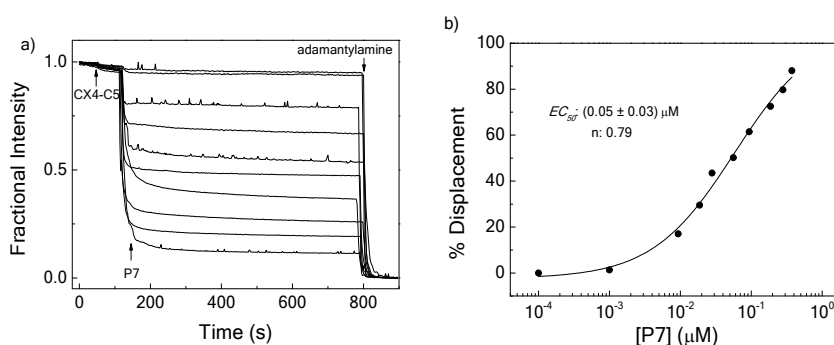 a)
adamantylamine
1.0
CX4-C5
0.5
P7
0.0
0 200 400 600 800
Fractional Intensity
Time (s)
b)
100
80
60
40
20
0
EC50: (0.05 ± 0.03) μM
n: 0.79
10-4 10-3 10-2 10-1 100
% Displacement
[P7] (μM)